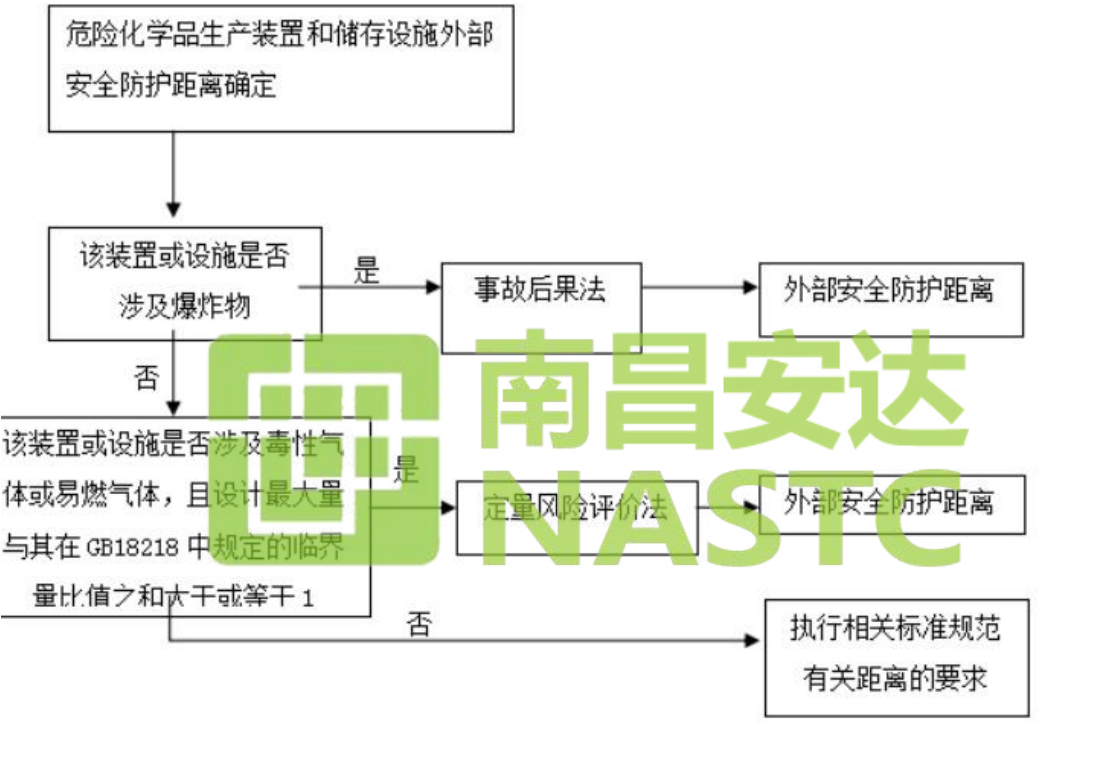 危险化学品生产装置和储存设施外部
安全防护距离确定
该装置或设施是否
涉及爆炸物
是
事故后果法
外部安全防护距离
否
南昌安达
NASTC
该装置或设施是否涉及毒性气
体或易燃气体，且设计最大量
与其在 GB18218 中规定的临界
量比值之和大于或等于 1
是
定量风险评价法
外部安全防护距离
否
执行相关标准规范
有关距离的要求